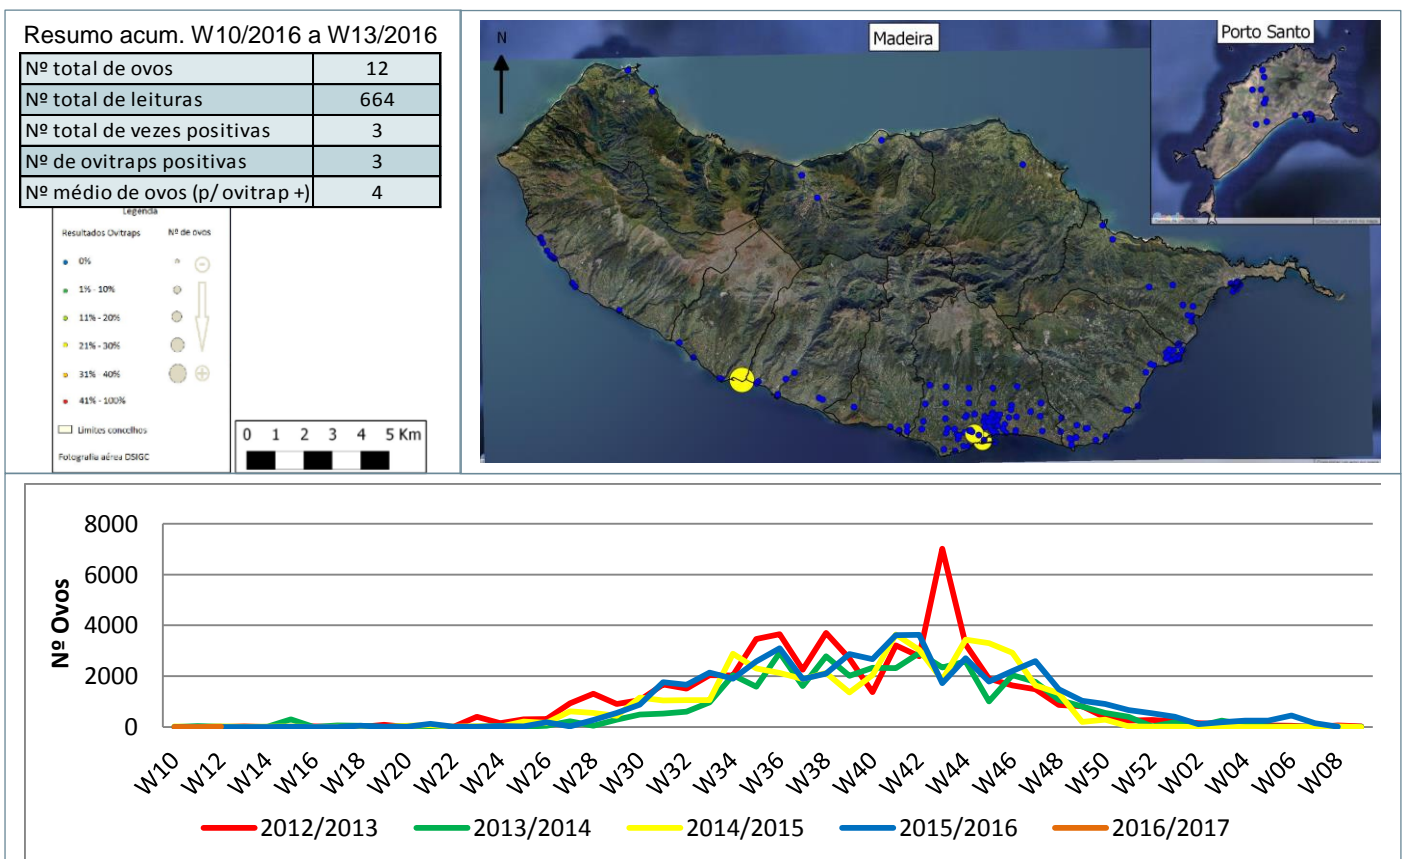 Resumo acum. W10/2016 a W13/2016
Nº total de ovos 12
Nº total de leituras 664
Nº total de vezes positivas 3
Nº de ovitraps positivas 3
Nº médio de ovos (p/ ovitrap +) 4
Legenda
Resultados Ovitraps Nº de ovos
0%
1% - 10%
11% - 20%
21% - 30%
31% 40%
41% - 100%
Limites concelhos
Fotografia aérea DSIGC
0 1 2 3 4 5 Km
N
Madeira
Porto Santo
Nº Ovos
8000
6000
4000
2000
0
W10 W12 W14 W16 W18 W20 W22 W24 W26 W28 W30 W32 W34 W36 W38 W40 W42 W44 W46 W48 W50 W52 W02 W04 W06 W08
2012/2013 2013/2014 2014/2015 2015/2016 2016/2017